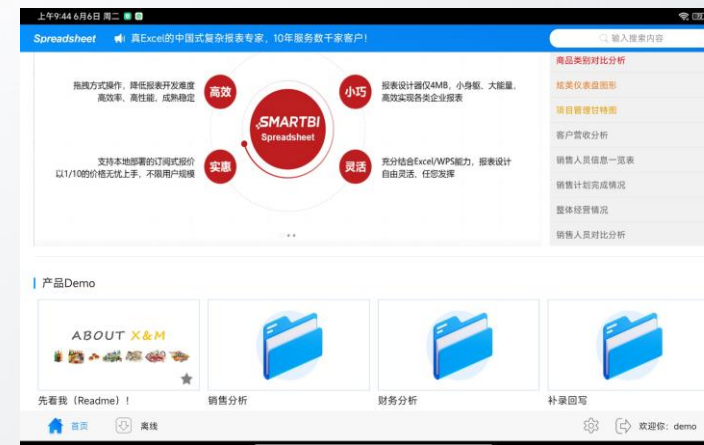 上午9:44 6月6日 周二
Spreadsheet
真Excel的中国式复杂报表专家，10年服务数千家客户!
输入搜索内容
拖拽方式操作，降低报表开发难度
高效率、高性能，成熟稳定
高效
小巧
报表设计器仅4MB，小身躯、大能量，
高效实现各类企业报表
SMARTBI
Spreadsheet
支持本地部署的订阅式报价
以1/10的价格无忧上手，不限用户规模
实惠
灵活
充分结合Excel/WPS能力，报表设计
自由灵活、任您发挥
商品类别对比分析
炫美仪表盘图形
项目管理甘特图
客户营收分析
销售人员信息一览表
销售计划完成情况
整体经营情况
销售人员对比分析
产品Demo
ABOUT X&M
先看我（Readme）!
销售分析
财务分析
补录回写
首页
离线
欢迎你: demo